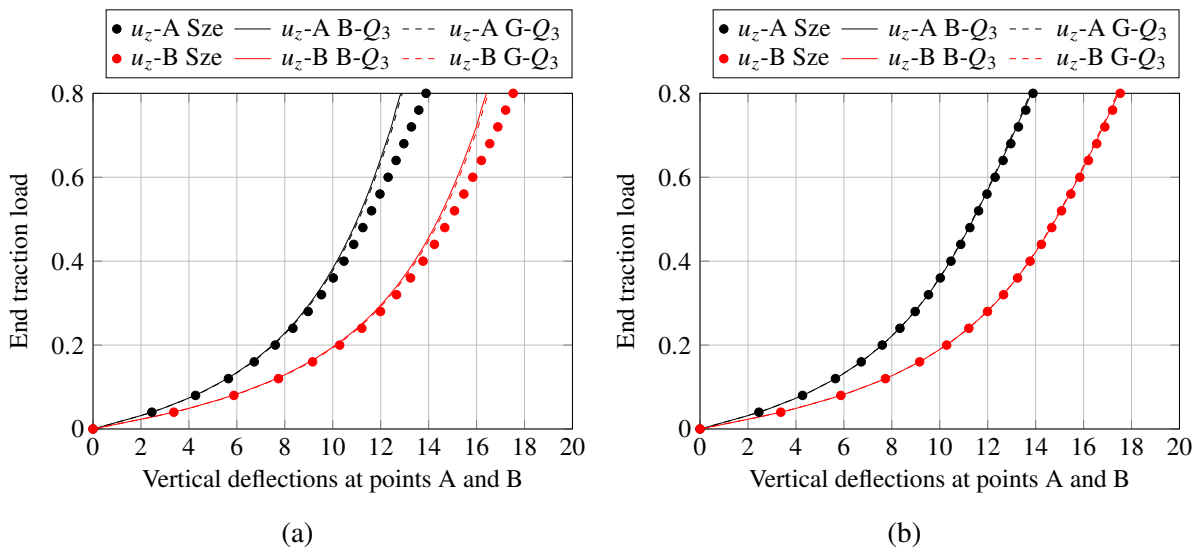 u_z-A Sze u_z-A B-Q_3 u_z-A G-Q_3
u_z-B Sze u_z-B B-Q_3 u_z-B G-Q_3
0.8
0.6
0.4
0.2
0
0 2 4 6 8 10 12 14 16 18 20
End traction load
Vertical deflections at points A and B
(a)
u_z-A Sze u_z-A B-Q_3 u_z-A G-Q_3
u_z-B Sze u_z-B B-Q_3 u_z-B G-Q_3
0.8
0.6
0.4
0.2
0
0 2 4 6 8 10 12 14 16 18 20
End traction load
Vertical deflections at points A and B
(b)